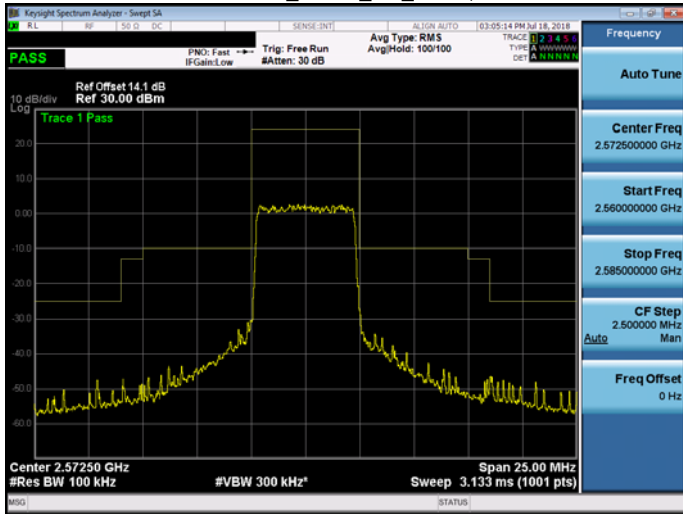 Keysight Spectrum Analyzer - Swept SA
RL RF 50 Ω DC SENSE:INT ALIGN AUTO 03:05:14 PM Jul 18, 2018
Frequency
PASS
PNO: Fast
IFGain:Low
Trig: Free Run
#Atten: 30 dB
Avg Type: RMS
Avg|Hold: 100/100
TRACE 1 2 3 4 5 6
TYPE A WWWWW
DET A N N N N N
Auto Tune
Ref Offset 14.1 dB
Ref 30.00 dBm
10 dB/div
Log
Trace 1 Pass
20.0
10.0
0.00
-10.0
-20.0
-30.0
-40.0
-50.0
-60.0
Center Freq
2.572500000 GHz
Start Freq
2.560000000 GHz
Stop Freq
2.585000000 GHz
CF Step
2.500000 MHz
Auto Man
Freq Offset
0 Hz
Center 2.57250 GHz Span 25.00 MHz
#Res BW 100 kHz #VBW 300 kHz* Sweep 3.133 ms (1001 pts)
MSG STATUS